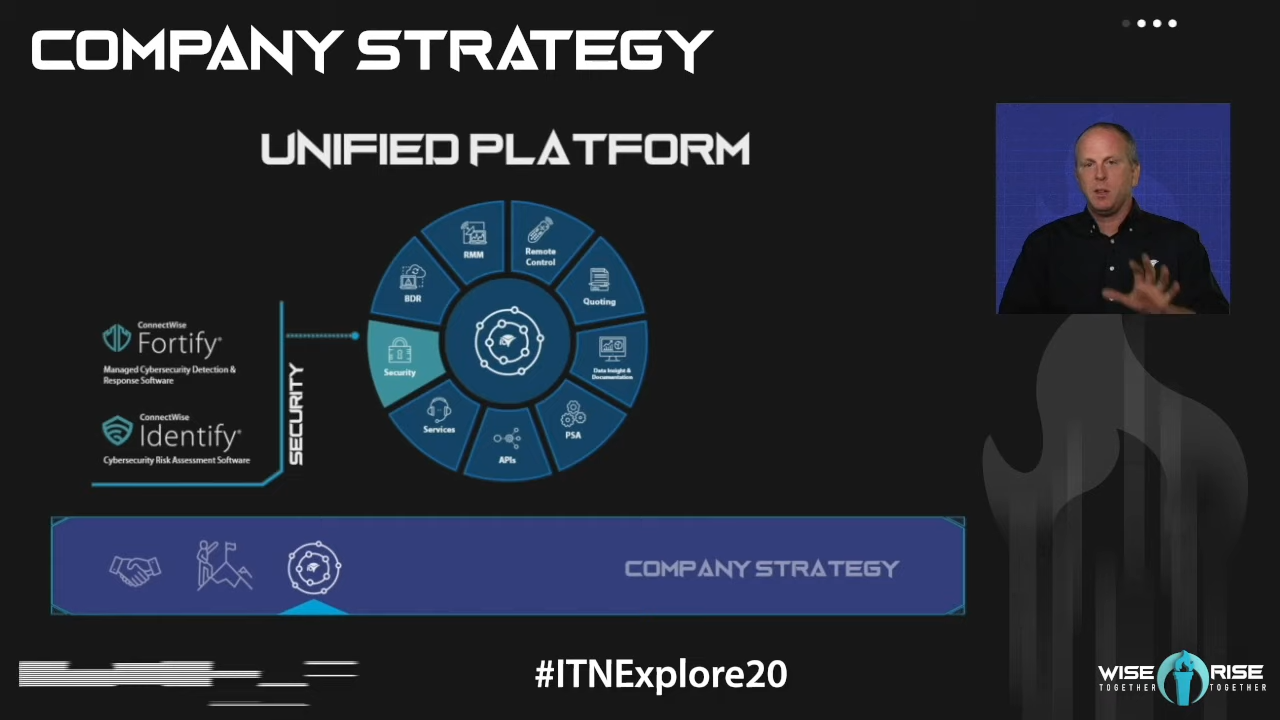 COMPANY STRATEGY
UNIFIED PLATFORM
RMM
Remote
Control
BDR
Quoting
Security
Data Insight &
Documentation
Services
PSA
APIs
ConnectWise
Fortify®
Managed Cybersecurity Detection &
Response Software
ConnectWise
Identify®
Cybersecurity Risk Assessment Software
SECURITY
COMPANY STRATEGY
#ITNExplore20
WISE RISE
TOGETHER TOGETHER